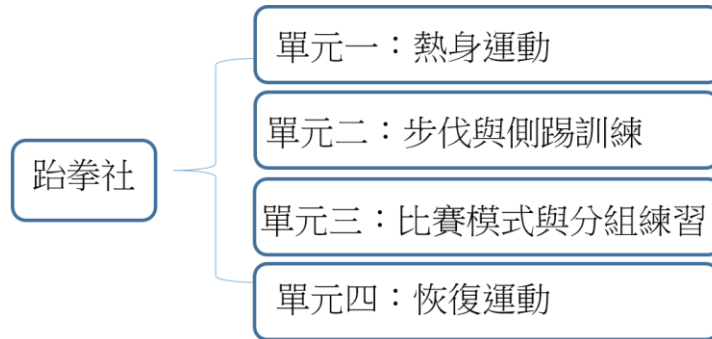 單元一：熱身運動
單元二：步伐與側踢訓練
跆拳社
單元三：比賽模式與分組練習
單元四：恢復運動